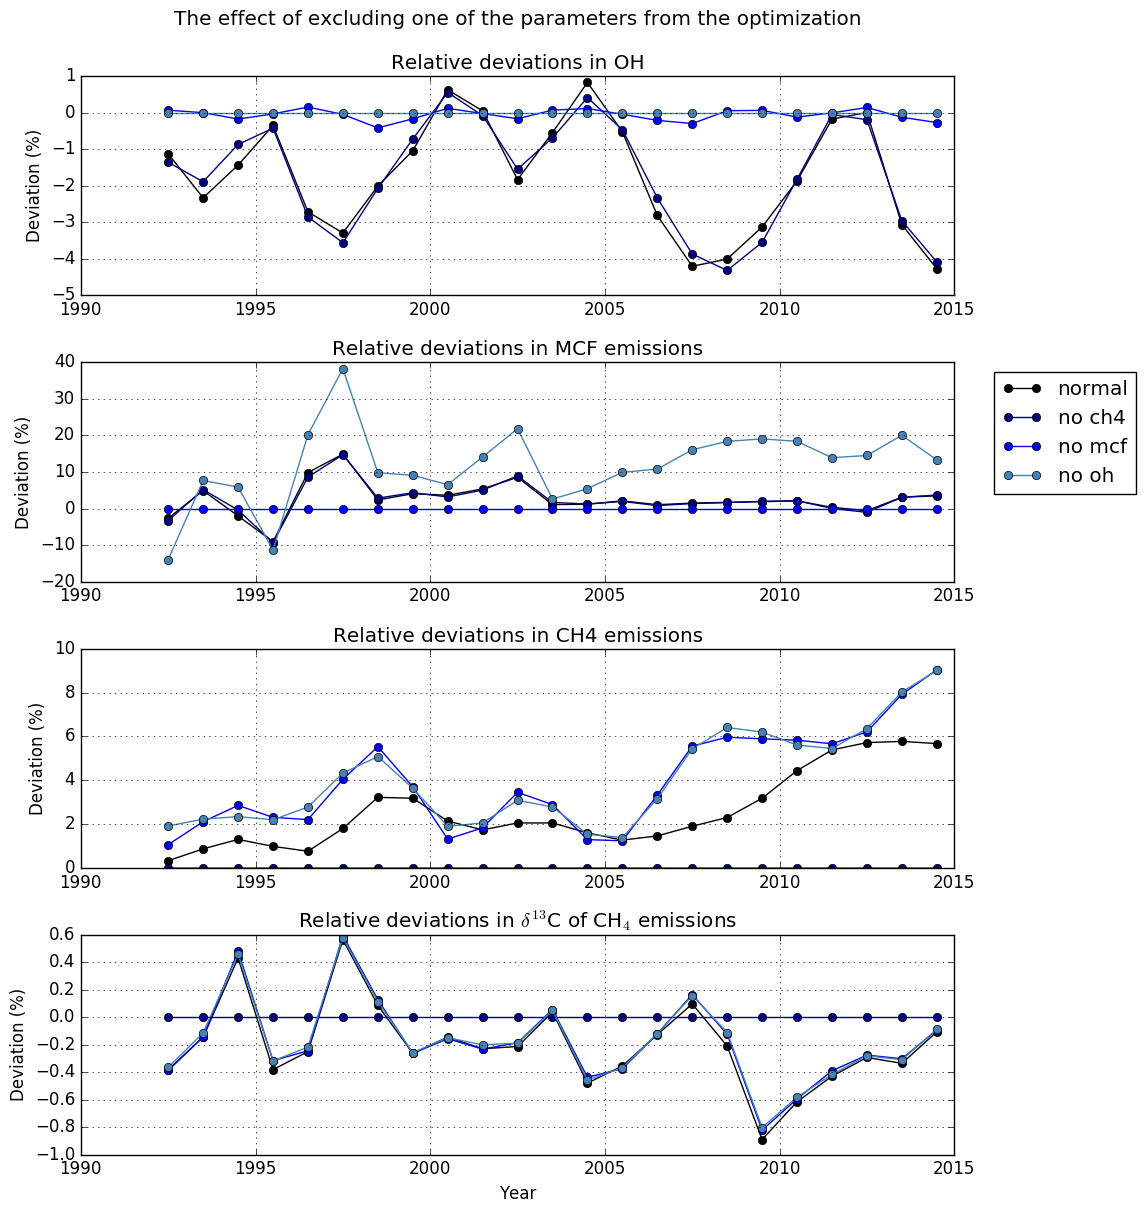 The effect of excluding one of the parameters from the optimization
Relative deviations in OH
1
0
−1
−2
−3
−4
−5
Deviation (%)
1990 1995 2000 2005 2010 2015
Relative deviations in MCF emissions
40
30
20
10
0
−10
−20
Deviation (%)
1990 1995 2000 2005 2010 2015
normal
no ch4
no mcf
no oh
Relative deviations in CH4 emissions
10
8
6
4
2
0
Deviation (%)
1990 1995 2000 2005 2010 2015
Relative deviations in δ¹³C of CH₄ emissions
0.6
0.4
0.2
0.0
−0.2
−0.4
−0.6
−0.8
−1.0
Deviation (%)
1990 1995 2000 2005 2010 2015
Year